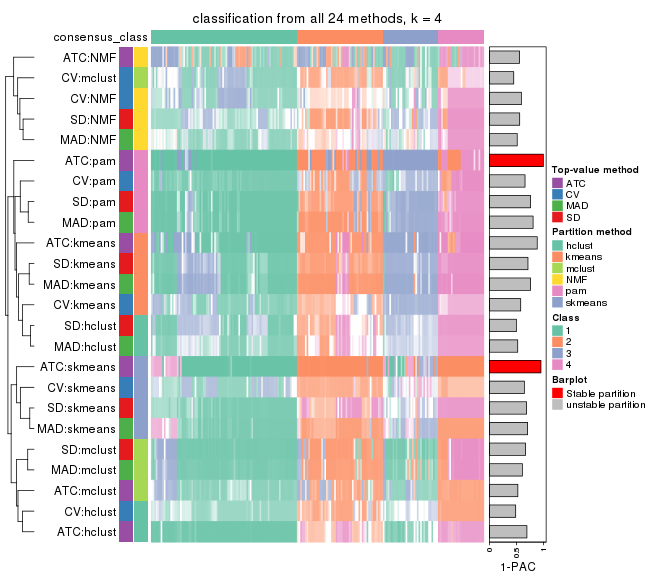 classification from all 24 methods, k = 4
consensus_class
ATC:NMF
CV:mclust
CV:NMF
SD:NMF
MAD:NMF
ATC:pam
CV:pam
SD:pam
MAD:pam
ATC:kmeans
SD:kmeans
MAD:kmeans
CV:kmeans
SD:hclust
MAD:hclust
ATC:skmeans
CV:skmeans
SD:skmeans
MAD:skmeans
SD:mclust
MAD:mclust
ATC:mclust
CV:hclust
ATC:hclust
0
0.5
1
1-PAC
Top-value method
ATC
CV
MAD
SD
Partition method
hclust
kmeans
mclust
NMF
pam
skmeans
Class
1
2
3
4
Barplot
Stable partition
unstable partition